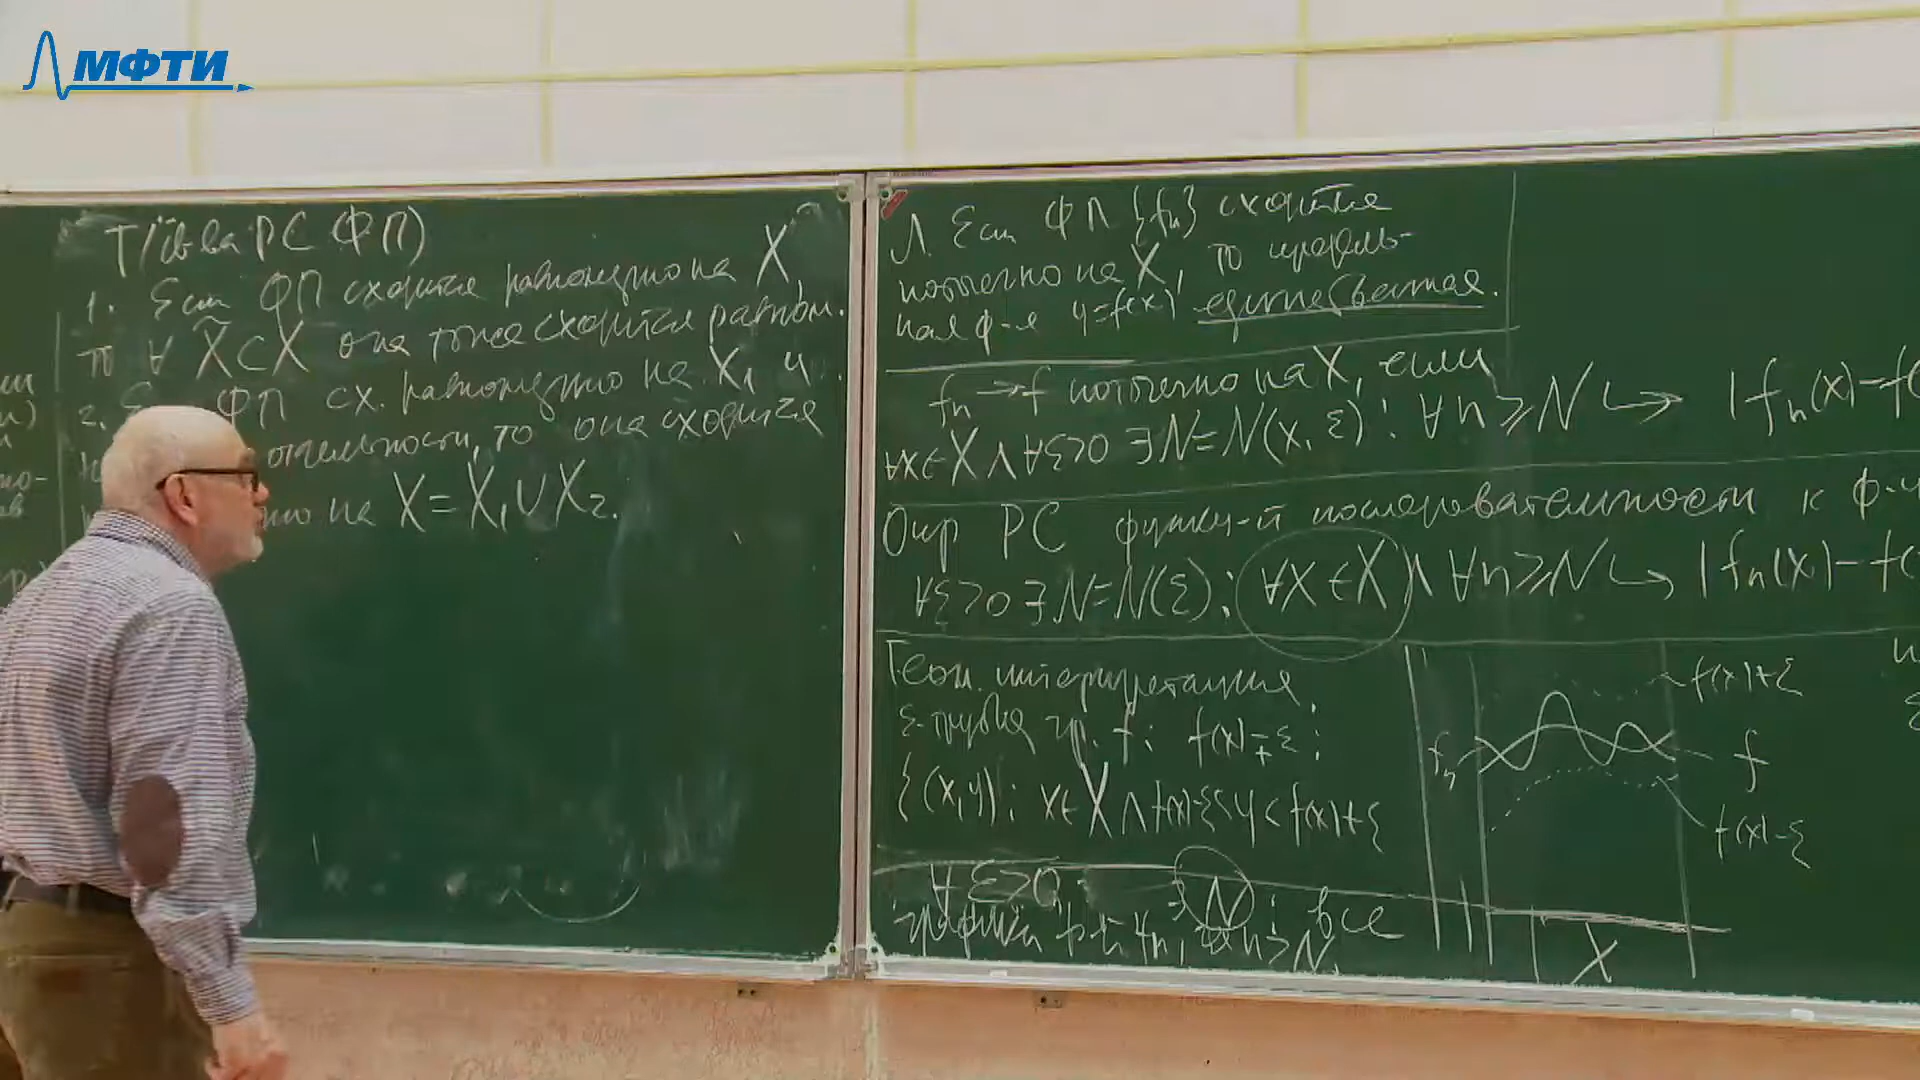 МФТИ
Т/св-ва РС ФП)
1. Если ФП сходится равномерно на X,
то ∀ X̃⊂X она тоже сходится равном.
2. ФП сх. равномерно на X₁ и
отдельности, то она сходится
но на X = X₁∪X₂.
Л. Если ФП {fₙ} сходится
поточечно на X, то предель-
ная ф-я y=f(x) единственная.
fₙ→f поточечно на X, если
∀x∈X ∧ ∀ε>0 ∃N=N(x, ε): ∀n≥N ↪ |fₙ(x)-f(
Опр РС функц-й последовательности к ф-и
∀ε>0 ∃N=N(ε): ∀x∈X ∧ ∀n≥N ↪ |fₙ(x)-f(
Геом. интерпретация
ε-трубка гр. f: f(x)∓ε:
{(x,y): x∈X ∧ f(x)-ε<y<f(x)+ε
∀ε>0 ∃N: все
графики ф-й fₙ, ∀n≥N
f(x)+ε
fₙ
f
f(x)-ε
X